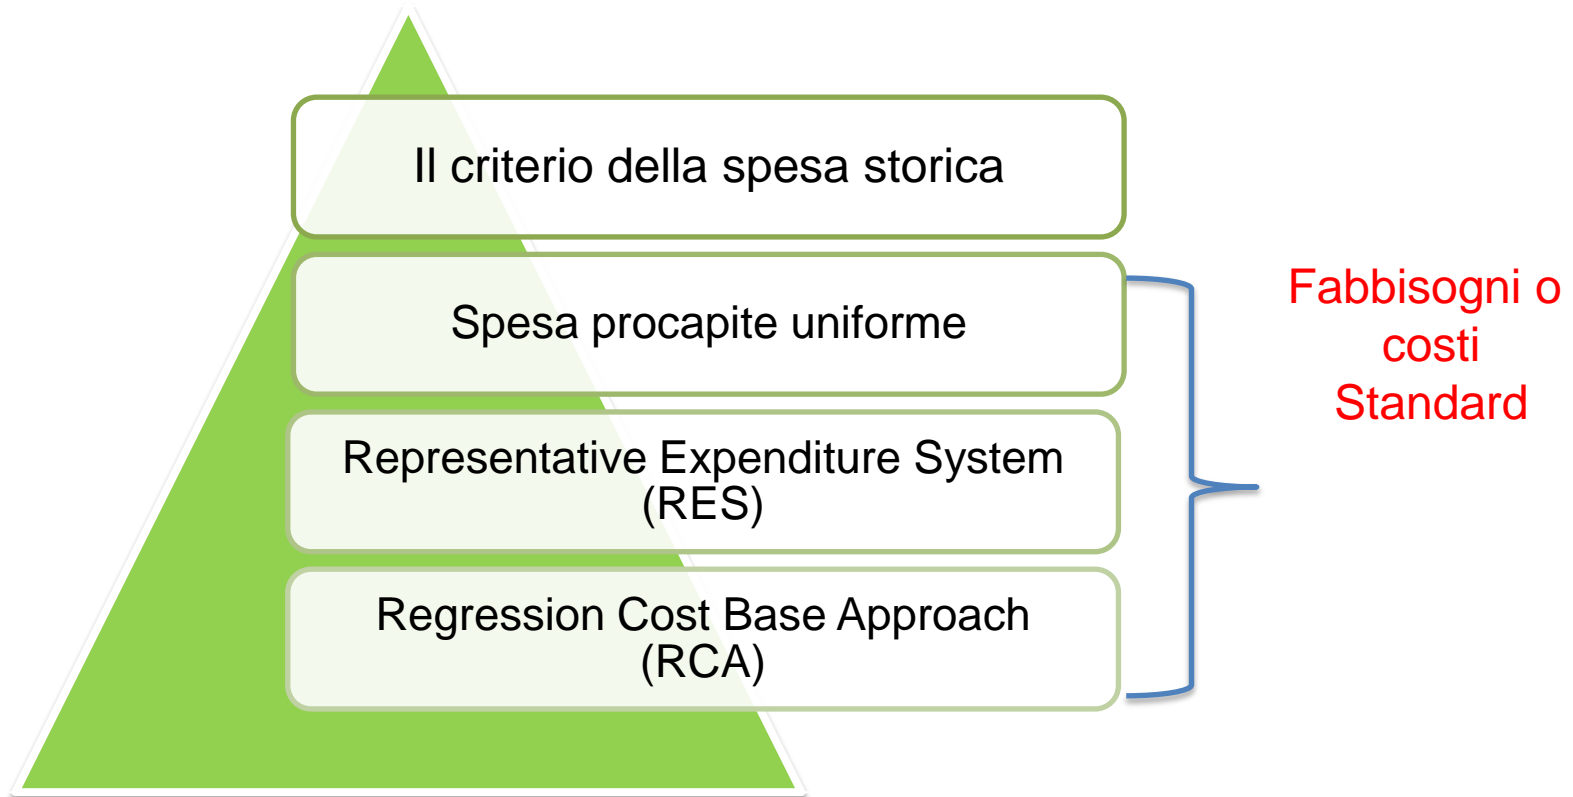 Il criterio della spesa storica
Spesa procapite uniforme
Representative Expenditure System
(RES)
Regression Cost Base Approach
(RCA)
Fabbisogni o
costi
Standard